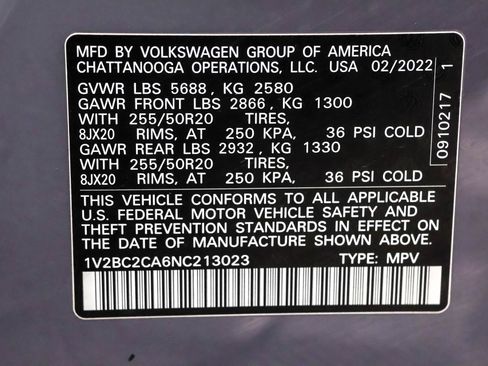 MFD BY VOLKSWAGEN GROUP OF AMERICA
CHATTANOOGA OPERATIONS, LLC. USA 02/2022
GVWR LBS 5688 , KG 2580
GAWR FRONT LBS 2866 , KG 1300
WITH 255/50R20 TIRES,
8JX20 RIMS, AT 250 KPA, 36 PSI COLD
GAWR REAR LBS 2932 , KG 1330
WITH 255/50R20 TIRES,
8JX20 RIMS, AT 250 KPA, 36 PSI COLD
THIS VEHICLE CONFORMS TO ALL APPLICABLE
U.S. FEDERAL MOTOR VEHICLE SAFETY AND
THEFT PREVENTION STANDARDS IN EFFECT ON
THE DATE OF MANUFACTURE SHOWN ABOVE.
1V2BC2CA6NC213023 TYPE: MPV
0910217 1